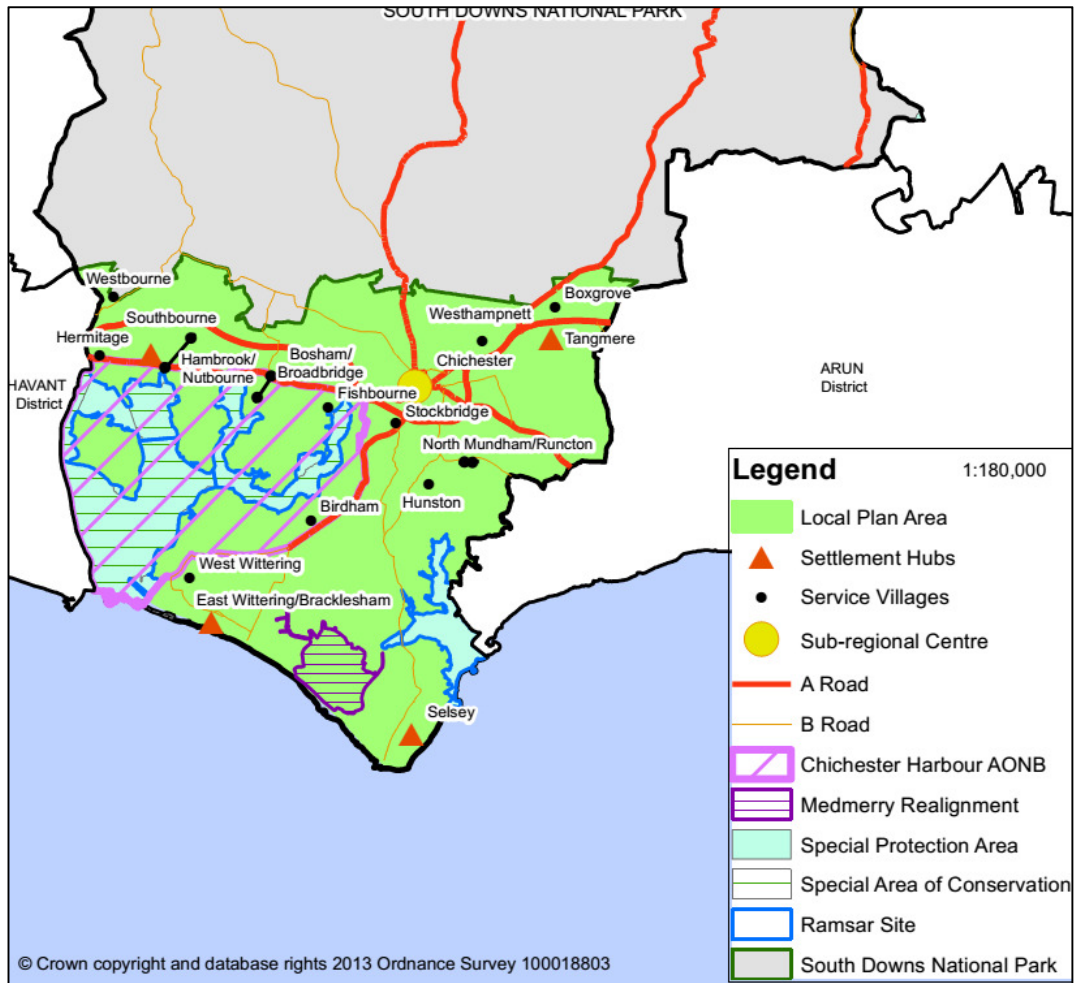 SOUTH DOWNS NATIONAL PARK
Westbourne
Boxgrove
Westhampnett
Southbourne
Hermitage
Tangmere
Hambrook/
Nutbourne
Bosham/
Broadbridge
Chichester
HAVANT
District
ARUN
District
Fishbourne
Stockbridge
North Mundham/Runcton
Hunston
Birdham
West Wittering
East Wittering/Bracklesham
Selsey
Legend 1:180,000
Local Plan Area
Settlement Hubs
Service Villages
Sub-regional Centre
A Road
B Road
Chichester Harbour AONB
Medmerry Realignment
Special Protection Area
Special Area of Conservation
Ramsar Site
South Downs National Park
© Crown copyright and database rights 2013 Ordnance Survey 100018803